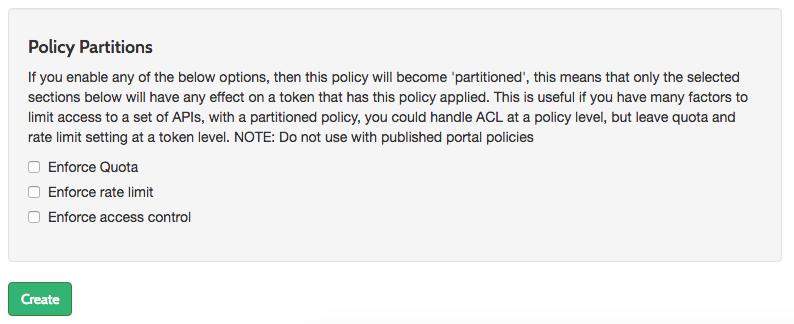 Policy Partitions
If you enable any of the below options, then this policy will become 'partitioned', this means that only the selected
sections below will have any effect on a token that has this policy applied. This is useful if you have many factors to
limit access to a set of APIs, with a partitioned policy, you could handle ACL at a policy level, but leave quota and
rate limit setting at a token level. NOTE: Do not use with published portal policies
Enforce Quota
Enforce rate limit
Enforce access control
Create